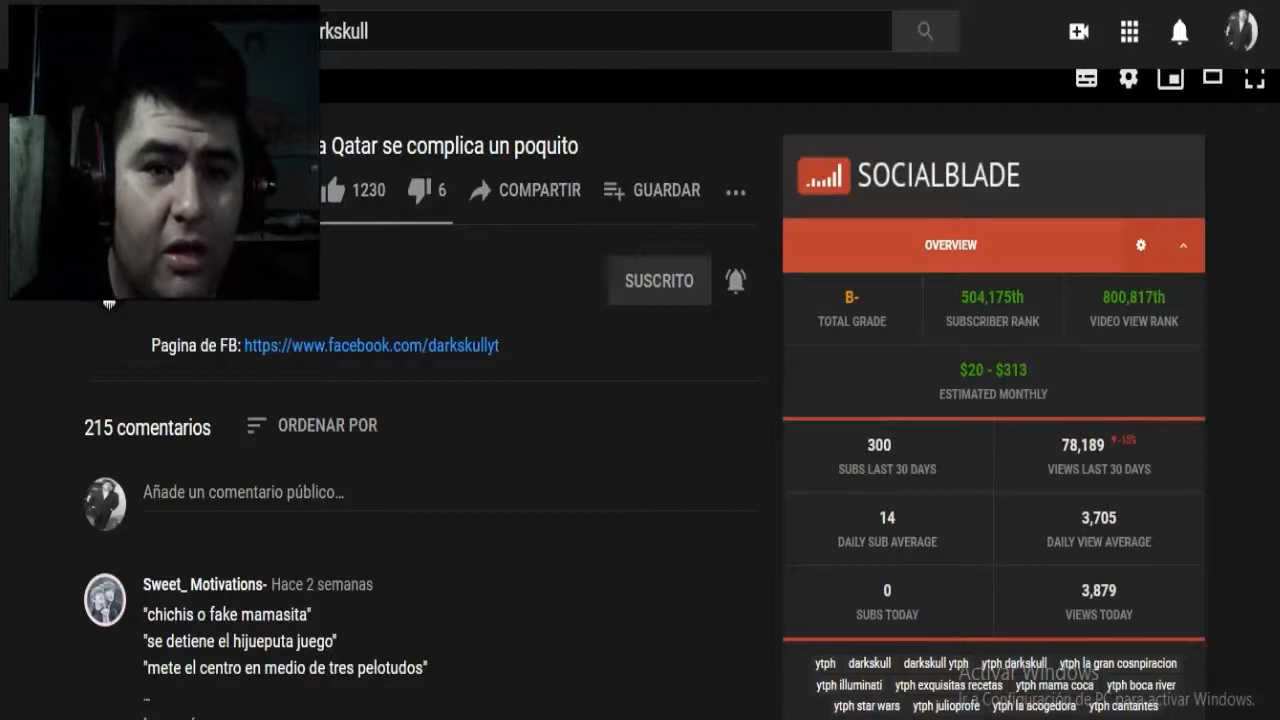 rkskull
a Qatar se complica un poquito
1230
6
COMPARTIR
GUARDAR
SUSCRITO
Pagina de FB: https://www.facebook.com/darkskullyt
215 comentarios
ORDENAR POR
Añade un comentario público...
Sweet_ Motivations- Hace 2 semanas
"chichis o fake mamasita"
"se detiene el hijueputa juego"
"mete el centro en medio de tres pelotudos"
...
SOCIALBLADE
OVERVIEW
B-
TOTAL GRADE
504,175th
SUBSCRIBER RANK
800,817th
VIDEO VIEW RANK
$20 - $313
ESTIMATED MONTHLY
300
SUBS LAST 30 DAYS
78,189 -15%
VIEWS LAST 30 DAYS
14
DAILY SUB AVERAGE
3,705
DAILY VIEW AVERAGE
0
SUBS TODAY
3,879
VIEWS TODAY
ytph darkskull darkskull ytph ytph darkskull ytph la gran cosnpiracion
ytph illuminati ytph exquisitas recetas ytph mama coca ytph boca river
ytph star wars ytph julioprofe ytph la acogedora ytph cantantes
Activar Windows
Ir a Configuración de PC para activar Windows.